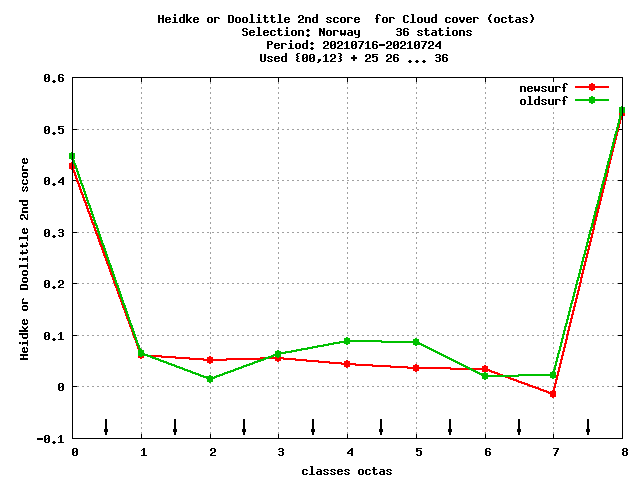 Heidke or Doolittle 2nd score  for Cloud cover (octas)
Selection: Norway     36 stations
Period: 20210716-20210724
Used {00,12} + 25 26 ... 36
newsurf
oldsurf
Heidke or Doolittle 2nd score
0.6
0.5
0.4
0.3
0.2
0.1
0
-0.1
0 1 2 3 4 5 6 7 8
classes octas